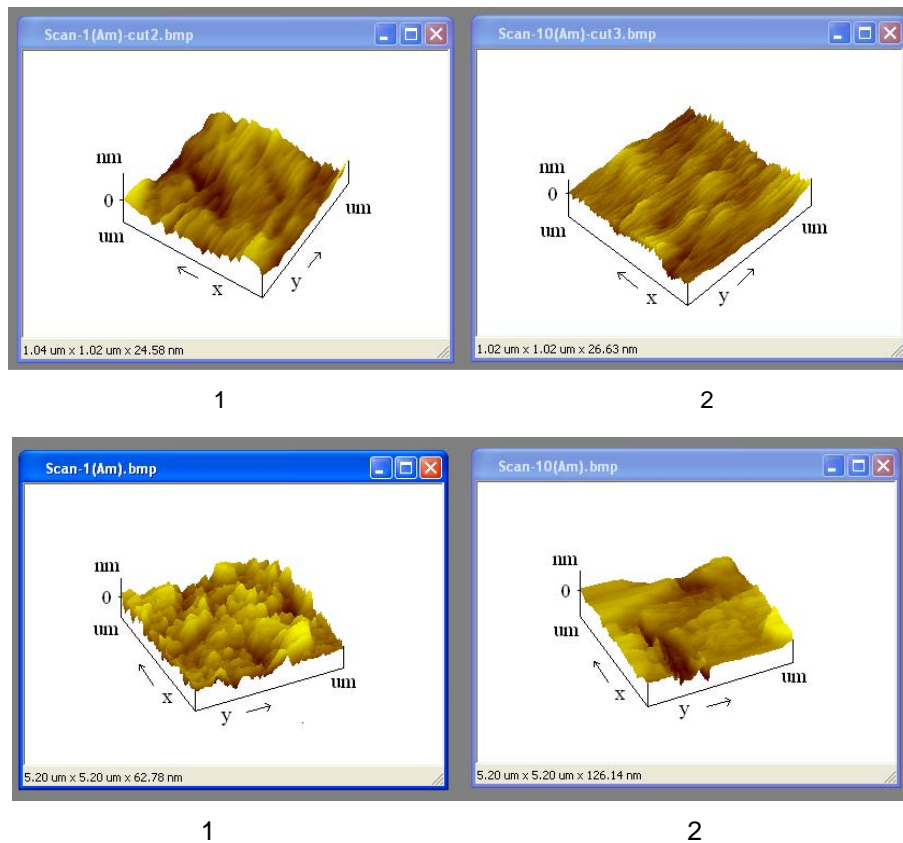 Scan-1(Am)-cut2.bmp
nm
0
um
x
y
um
1.04 um x 1.02 um x 24.58 nm
Scan-10(Am)-cut3.bmp
nm
0
um
x
y
um
1.02 um x 1.02 um x 26.63 nm
1
2
Scan-1(Am).bmp
nm
0
um
x
y
um
5.20 um x 5.20 um x 62.78 nm
Scan-10(Am).bmp
nm
0
um
x
y
um
5.20 um x 5.20 um x 126.14 nm
1
2